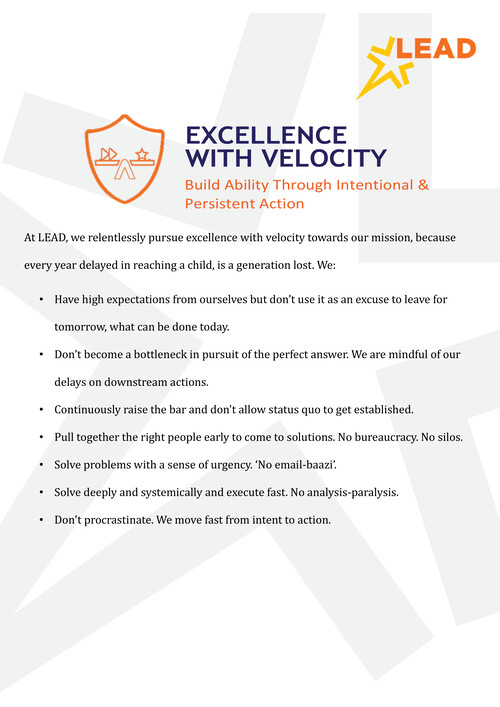 LEAD
EXCELLENCE
WITH VELOCITY
Build Ability Through Intentional &
Persistent Action
At LEAD, we relentlessly pursue excellence with velocity towards our mission, because
every year delayed in reaching a child, is a generation lost. We:
• Have high expectations from ourselves but don’t use it as an excuse to leave for
tomorrow, what can be done today.
• Don’t become a bottleneck in pursuit of the perfect answer. We are mindful of our
delays on downstream actions.
• Continuously raise the bar and don't allow status quo to get established.
• Pull together the right people early to come to solutions. No bureaucracy. No silos.
• Solve problems with a sense of urgency. ‘No email-baazi’.
• Solve deeply and systemically and execute fast. No analysis-paralysis.
• Don't procrastinate. We move fast from intent to action.